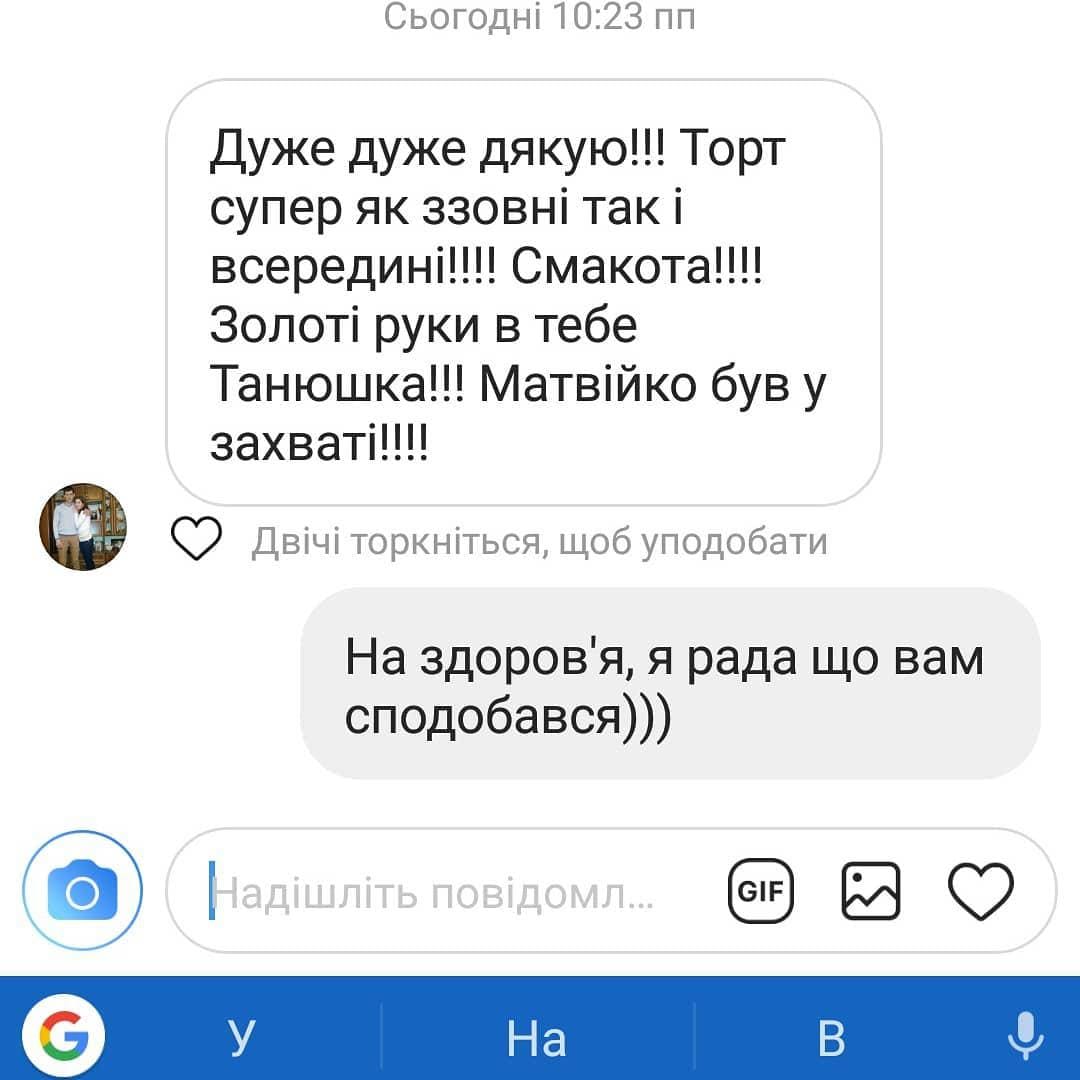 Сьогодні 10:23 пп
Дуже дуже дякую!!! Торт
супер як ззовні так і
всередині!!!! Смакота!!!!
Золоті руки в тебе
Танюшка!!! Матвійко був у
захваті!!!!
Двічі торкніться, щоб уподобати
На здоров'я, я рада що вам
сподобався)))
Надішліть повідомл...
GIF
G
У На В